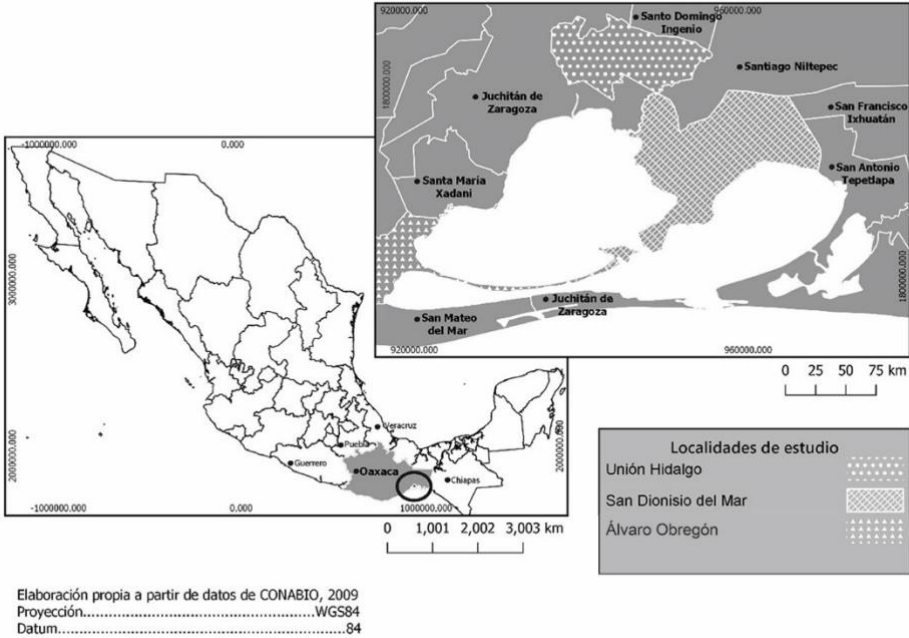 920000.000
960000.000
Santo Domingo
Ingenio
Santiago Niltepec
1800000.000
Juchitán de
Zaragoza
San Francisco
Ixhuatán
San Antonio
Tepetlapa
Santa María
Xadani
Juchitán de
Zaragoza
San Mateo
del Mar
1800000.000
920000.000
960000.000
0 25 50 75 km
-1000000.000
0.000
3000000.000
2000000.000
Veracruz
Puebla
Guerrero
Oaxaca
Chiapas
2000000.000
-1000000.000
0.000
1000000.000
0 1,001 2,002 3,003 km
Localidades de estudio
Unión Hidalgo
San Dionisio del Mar
Álvaro Obregón
Elaboración propia a partir de datos de CONABIO, 2009
Proyección..................................................WGS84
Datum...............................................................84